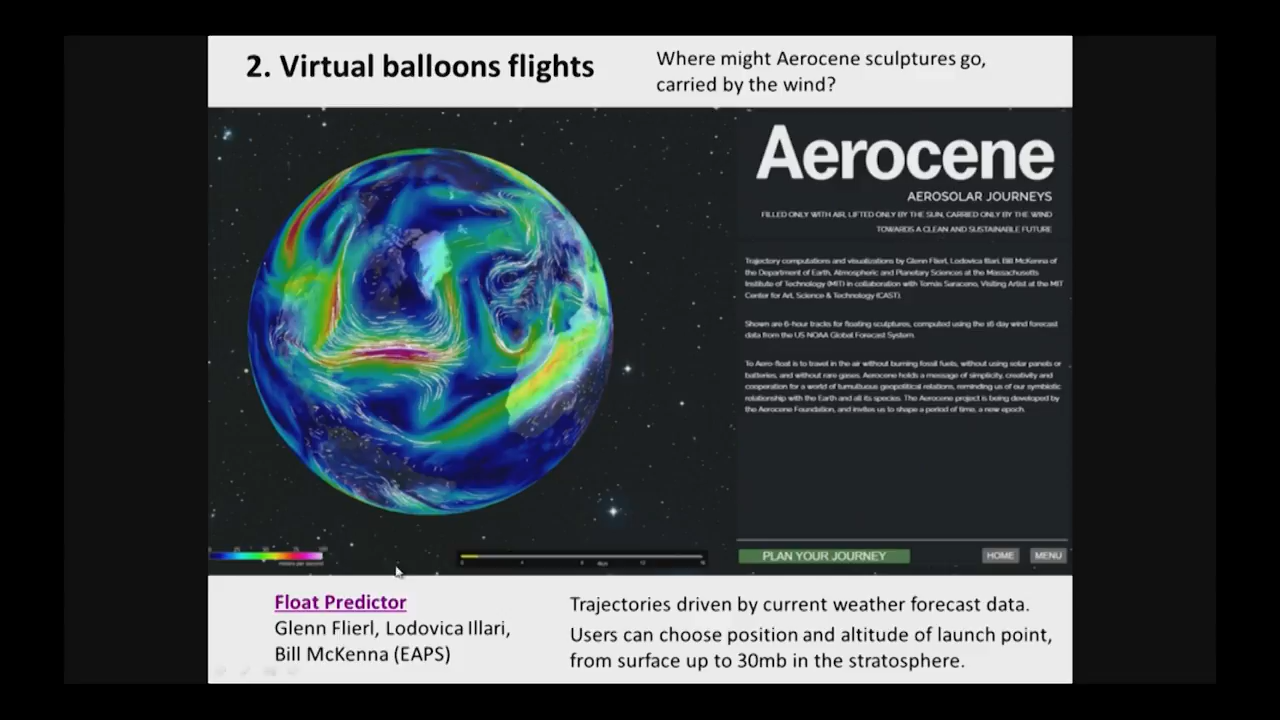 2. Virtual balloons flights
Where might Aerocene sculptures go,
carried by the wind?
Aerocene
AEROSOLAR JOURNEYS
FILLED ONLY WITH AIR, LIFTED ONLY BY THE SUN, CARRIED ONLY BY THE WIND
TOWARDS A CLEAN AND SUSTAINABLE FUTURE
Trajectory computations and visualizations by Glenn Flierl, Lodovica Illari, Bill McKenna of
the Department of Earth, Atmospheric and Planetary Sciences at the Massachusetts
Institute of Technology (MIT) in collaboration with Tomás Saraceno, Visiting Artist at the MIT
Center for Art, Science & Technology (CAST).
Shown are 6-hour tracks for floating sculptures, computed using the 16 day wind forecast
data from the US NOAA Global Forecast System.
To Aero-float is to travel in the air without burning fossil fuels, without using solar panels or
batteries, and without rare gases. Aerocene holds a message of simplicity, creativity and
cooperation for a world of tumultuous geopolitical relations, reminding us of our symbiotic
relationship with the Earth and all its species. The Aerocene project is being developed by
the Aerocene Foundation, and invites us to shape a period of time, a new epoch.
meters per second
PLAN YOUR JOURNEY
HOME
MENU
Float Predictor
Glenn Flierl, Lodovica Illari,
Bill McKenna (EAPS)
Trajectories driven by current weather forecast data.
Users can choose position and altitude of launch point,
from surface up to 30mb in the stratosphere.